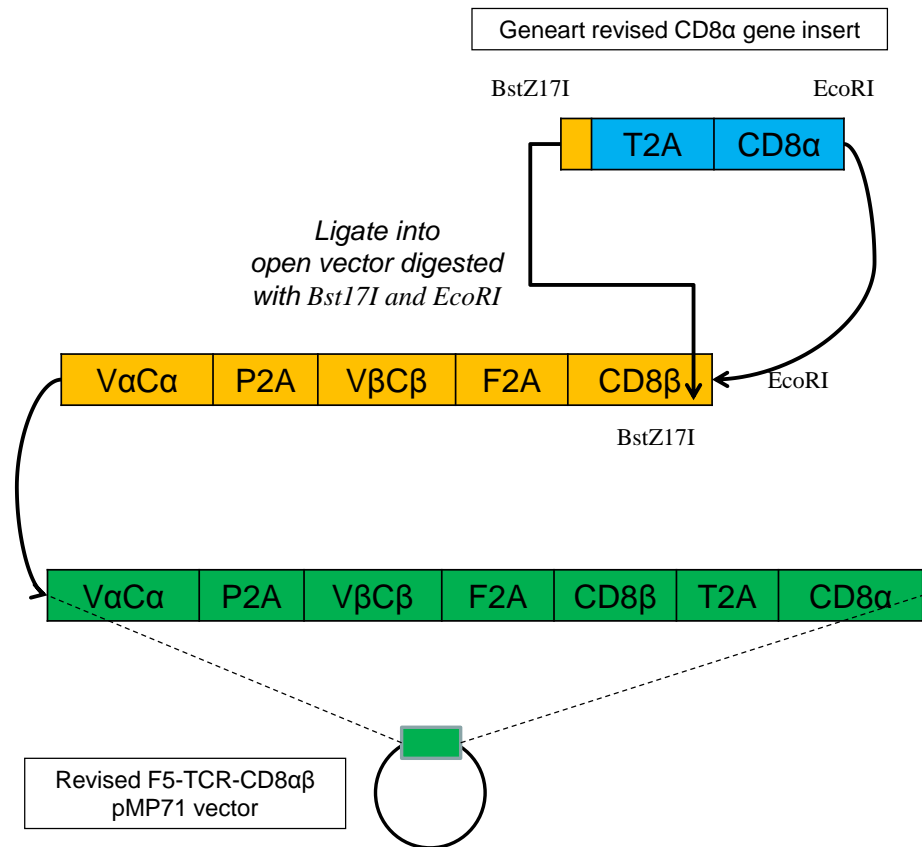 Geneart revised CD8α gene insert
BstZ17I
EcoRI
T2A
CD8α
Ligate into
open vector digested
with Bst17I and EcoRI
VαCα
P2A
VβCβ
F2A
CD8β
EcoRI
BstZ17I
VαCα
P2A
VβCβ
F2A
CD8β
T2A
CD8α
Revised F5-TCR-CD8αβ
pMP71 vector